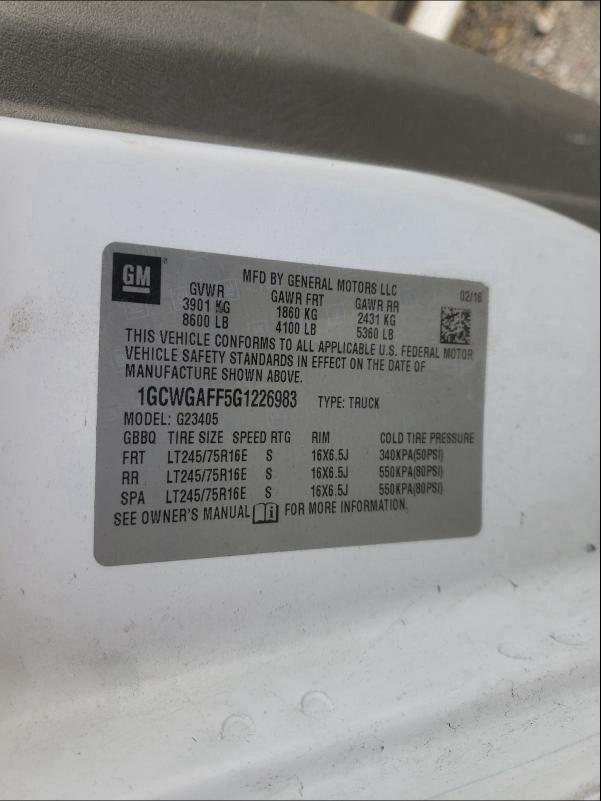 GM
MFD BY GENERAL MOTORS LLC
02/16
GVWR GAWR FRT GAWR RR
3901 KG 1860 KG 2431 KG
8600 LB 4100 LB 5360 LB
THIS VEHICLE CONFORMS TO ALL APPLICABLE U.S. FEDERAL MOTOR
VEHICLE SAFETY STANDARDS IN EFFECT ON THE DATE OF
MANUFACTURE SHOWN ABOVE.
1GCWGAFF5G1226983 TYPE: TRUCK
MODEL: G23405
GBBQ TIRE SIZE SPEED RTG RIM COLD TIRE PRESSURE
FRT LT245/75R16E S 16X6.5J 340KPA(50PSI)
RR LT245/75R16E S 16X6.5J 550KPA(80PSI)
SPA LT245/75R16E S 16X6.5J 550KPA(80PSI)
SEE OWNER'S MANUAL i FOR MORE INFORMATION.